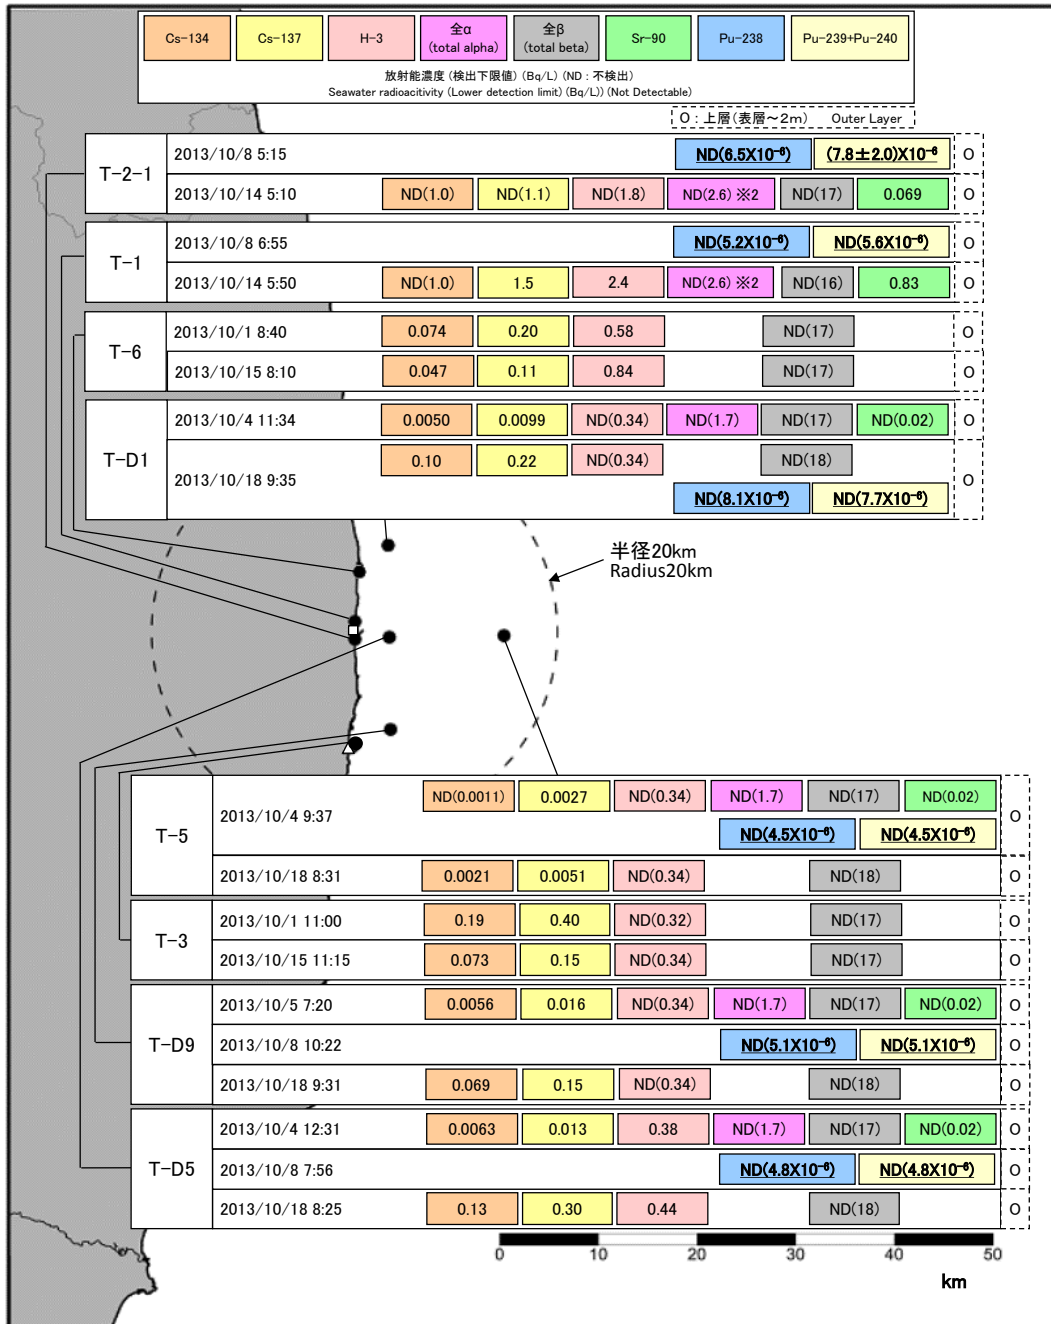 Cs-134 Cs-137 H-3 全α 全β Sr-90 Pu-238 Pu-239+Pu-240
(total alpha) (total beta)
放射能濃度 (検出下限値) (Bq/L) (ND : 不検出)
Seawater radioacitivity (Lower detection limit) (Bq/L)) (Not Detectable)
O : 上層(表層～2m) Outer Layer
T-2-1
2013/10/8 5:15 ND(6.5X10⁻⁶) (7.8±2.0)X10⁻⁶ O
2013/10/14 5:10 ND(1.0) ND(1.1) ND(1.8) ND(2.6) ※2 ND(17) 0.069 O
T-1
2013/10/8 6:55 ND(5.2X10⁻⁶) ND(5.6X10⁻⁶) O
2013/10/14 5:50 ND(1.0) 1.5 2.4 ND(2.6) ※2 ND(16) 0.83 O
T-6
2013/10/1 8:40 0.074 0.20 0.58 ND(17) O
2013/10/15 8:10 0.047 0.11 0.84 ND(17) O
T-D1
2013/10/4 11:34 0.0050 0.0099 ND(0.34) ND(1.7) ND(17) ND(0.02) O
2013/10/18 9:35 0.10 0.22 ND(0.34) ND(18) O
ND(8.1X10⁻⁶) ND(7.7X10⁻⁶)
半径20km
Radius20km
T-5
2013/10/4 9:37 ND(0.0011) 0.0027 ND(0.34) ND(1.7) ND(17) ND(0.02) O
ND(4.5X10⁻⁶) ND(4.5X10⁻⁶)
2013/10/18 8:31 0.0021 0.0051 ND(0.34) ND(18) O
T-3
2013/10/1 11:00 0.19 0.40 ND(0.32) ND(17) O
2013/10/15 11:15 0.073 0.15 ND(0.34) ND(17) O
T-D9
2013/10/5 7:20 0.0056 0.016 ND(0.34) ND(1.7) ND(17) ND(0.02) O
2013/10/8 10:22 ND(5.1X10⁻⁶) ND(5.1X10⁻⁶) O
2013/10/18 9:31 0.069 0.15 ND(0.34) ND(18) O
T-D5
2013/10/4 12:31 0.0063 0.013 0.38 ND(1.7) ND(17) ND(0.02) O
2013/10/8 7:56 ND(4.8X10⁻⁶) ND(4.8X10⁻⁶) O
2013/10/18 8:25 0.13 0.30 0.44 ND(18) O
0 10 20 30 40 50
km